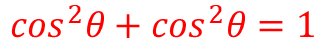 cos²θ + cos²θ = 1